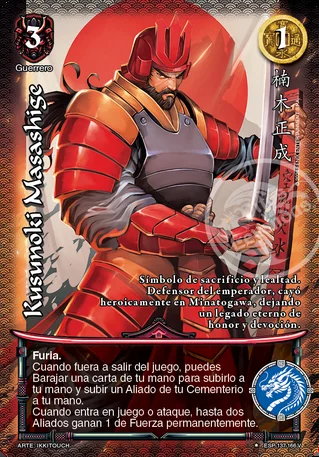 3
1
Guerrero
Kusunoki Masashige
楠木正成
Símbolo de sacrificio y lealtad.
Defensor del emperador, cayó
heroicamente en Minatogawa, dejando
un legado eterno de
honor y devoción.
Furia.
Cuando fuera a salir del juego, puedes
Barajar una carta de tu mano para subirlo a
tu mano y subir un Aliado de tu Cementerio
a tu mano.
Cuando entra en juego o ataque, hasta dos
Aliados ganan 1 de Fuerza permanentemente.
ARTE: IKKITOUCH
ESP-137-166.V